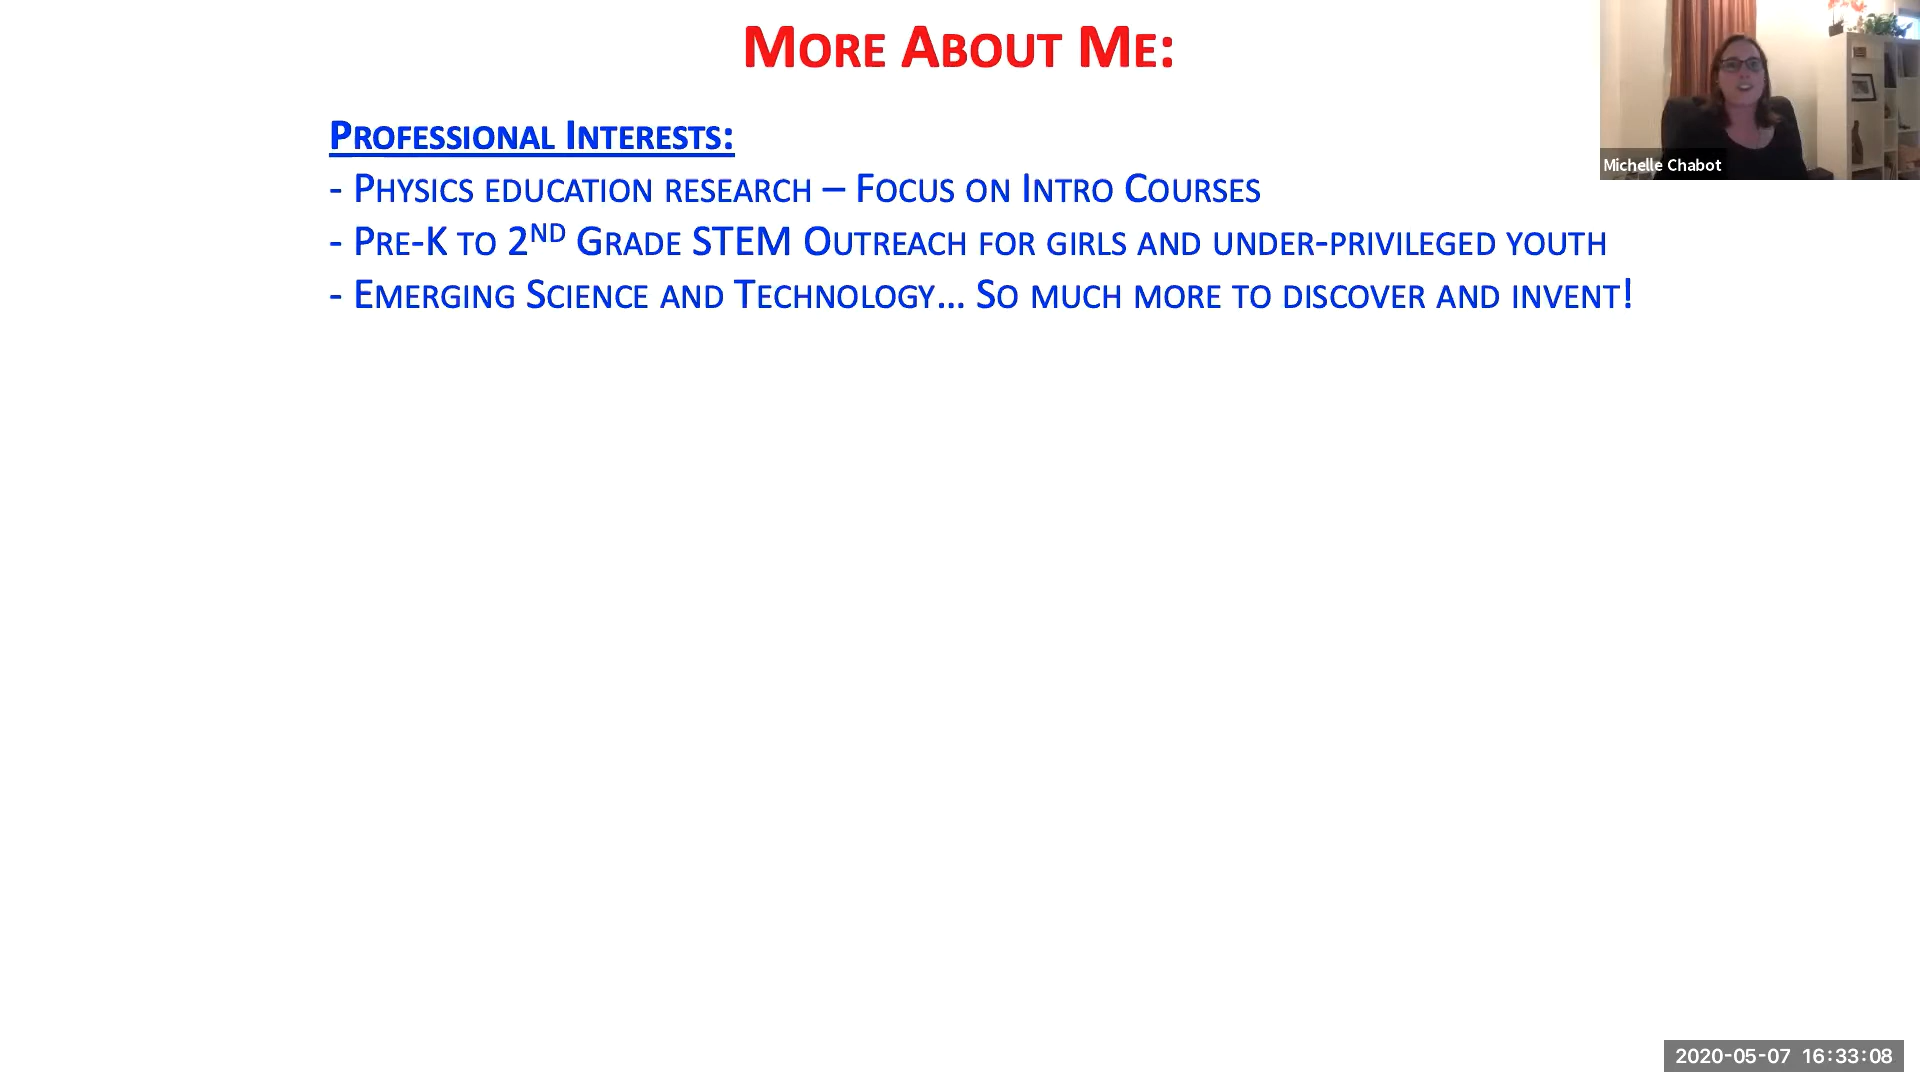 More About Me:
Michelle Chabot
Professional Interests:
- Physics education research – Focus on Intro Courses
- Pre-K to 2nd Grade STEM Outreach for girls and under-privileged youth
- Emerging Science and Technology... So much more to discover and invent!
2020-05-07 16:33:08